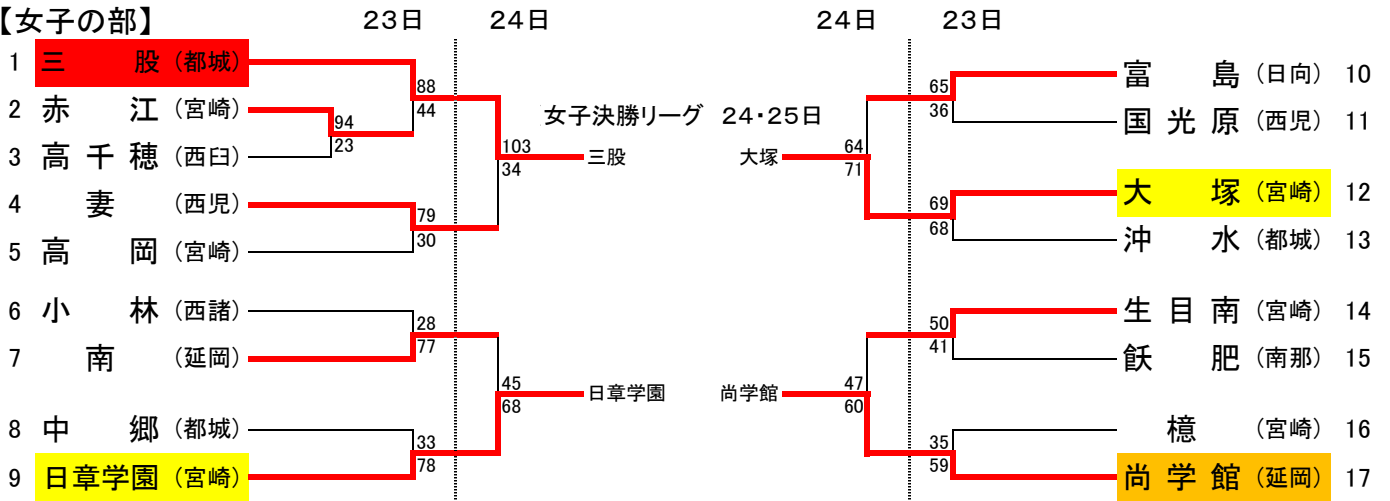 【女子の部】 23日 24日 24日 23日
1 三股（都城）
2 赤江（宮崎）
3 高千穂（西臼）
4 妻（西児）
5 高岡（宮崎）
6 小林（西諸）
7 南（延岡）
8 中郷（都城）
9 日章学園（宮崎）
94
23
88
44
79
30
28
77
33
78
103
34
45
68
女子決勝リーグ 24・25日
三股
日章学園
大塚
尚学館
64
71
47
60
65
36
69
68
50
41
35
59
富島（日向） 10
国光原（西児） 11
大塚（宮崎） 12
沖水（都城） 13
生目南（宮崎） 14
飫肥（南那） 15
檍（宮崎） 16
尚学館（延岡） 17